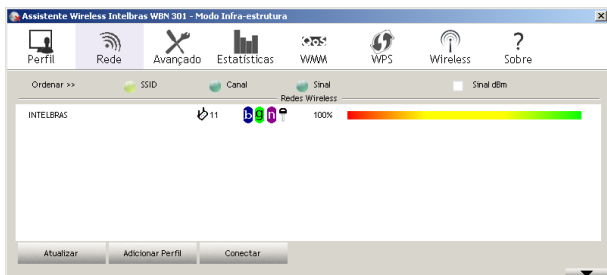 Assistente Wireless Intelbras WBN 301 - Modo Infra-estrutura
Perfil Rede Avançado Estatísticas QoS WMM WPS Wireless ? Sobre
Ordenar >> SSID Canal Sinal Sinal dBm
Redes Wireless
INTELBRAS 11 b g n 100%
Atualizar Adicionar Perfil Conectar